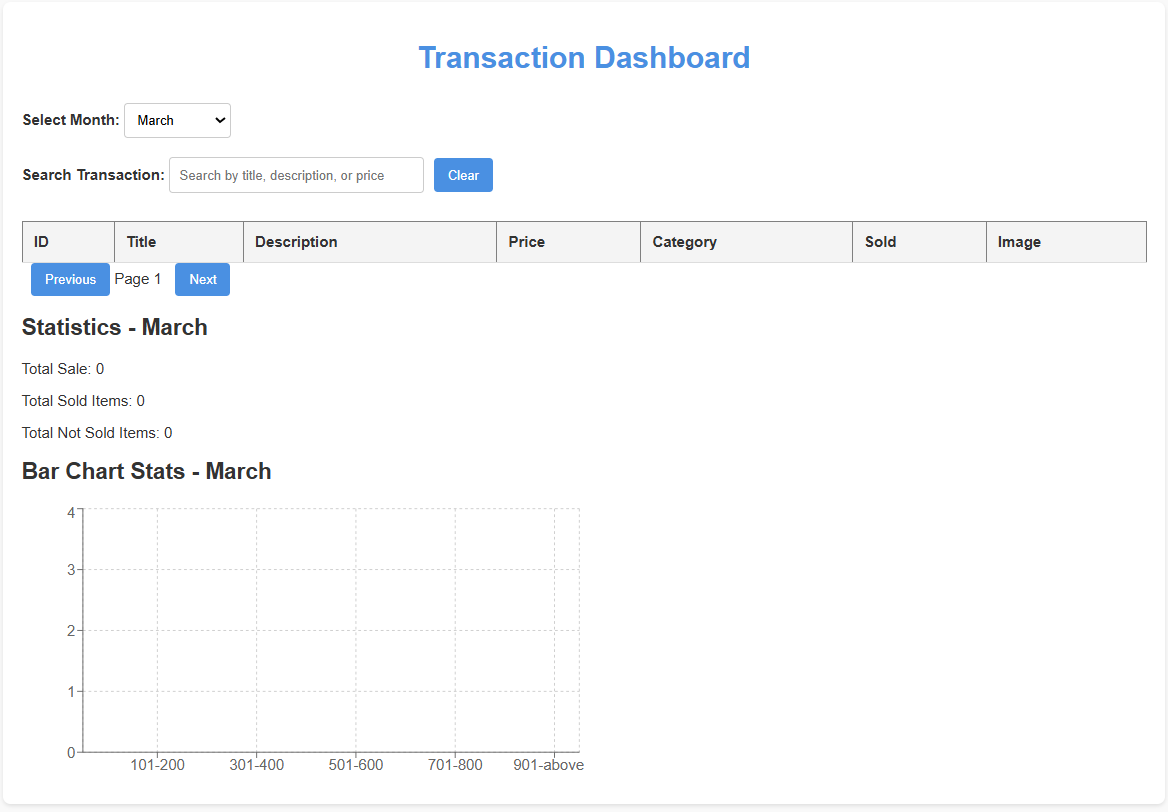 Transaction Dashboard
Select Month: March
Search Transaction: Search by title, description, or price Clear
ID Title Description Price Category Sold Image
Previous Page 1 Next
Statistics - March
Total Sale: 0
Total Sold Items: 0
Total Not Sold Items: 0
Bar Chart Stats - March
4
3
2
1
0
101-200 301-400 501-600 701-800 901-above